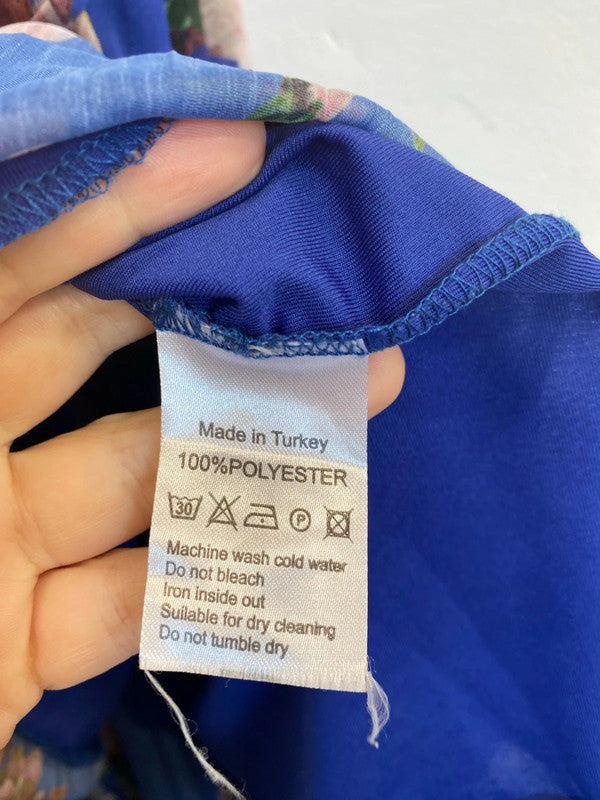 Made in Turkey
100%POLYESTER
30 P
Machine wash cold water
Do not bleach
Iron inside out
Suitable for dry cleaning
Do not tumble dry